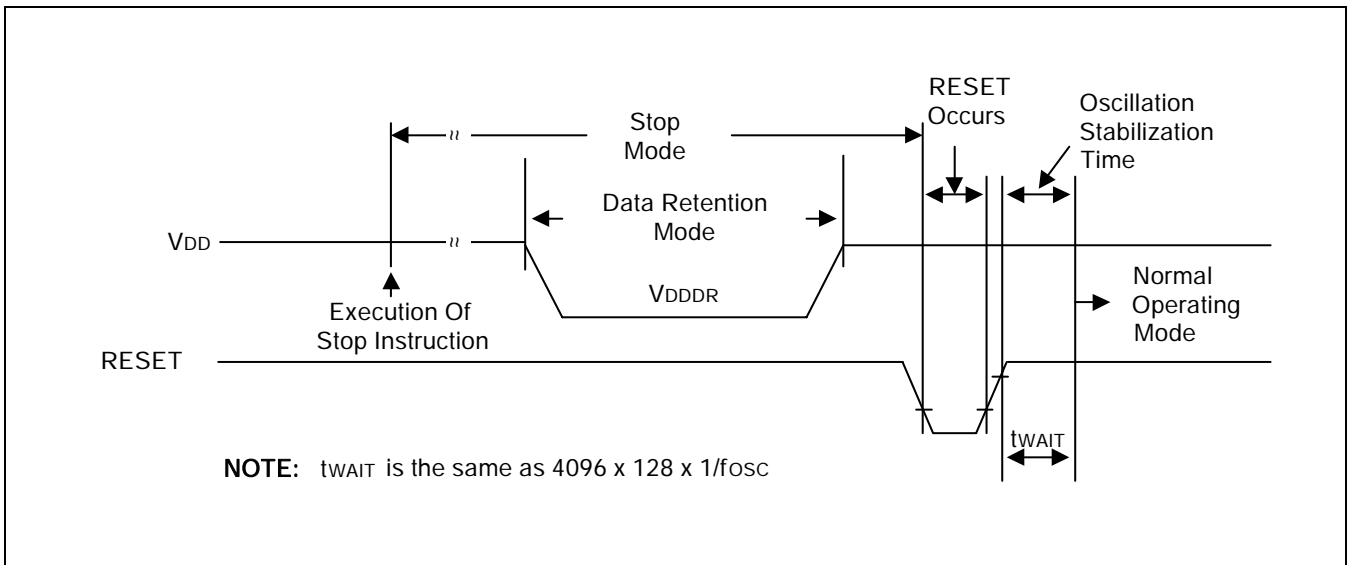 RESET
Occurs
Oscillation
Stabilization
Time
Stop
Mode
Data Retention
Mode
VDD
VDDDR
Execution Of
Stop Instruction
Normal
Operating
Mode
RESET
tWAIT
NOTE: tWAIT is the same as 4096 x 128 x 1/fOSC